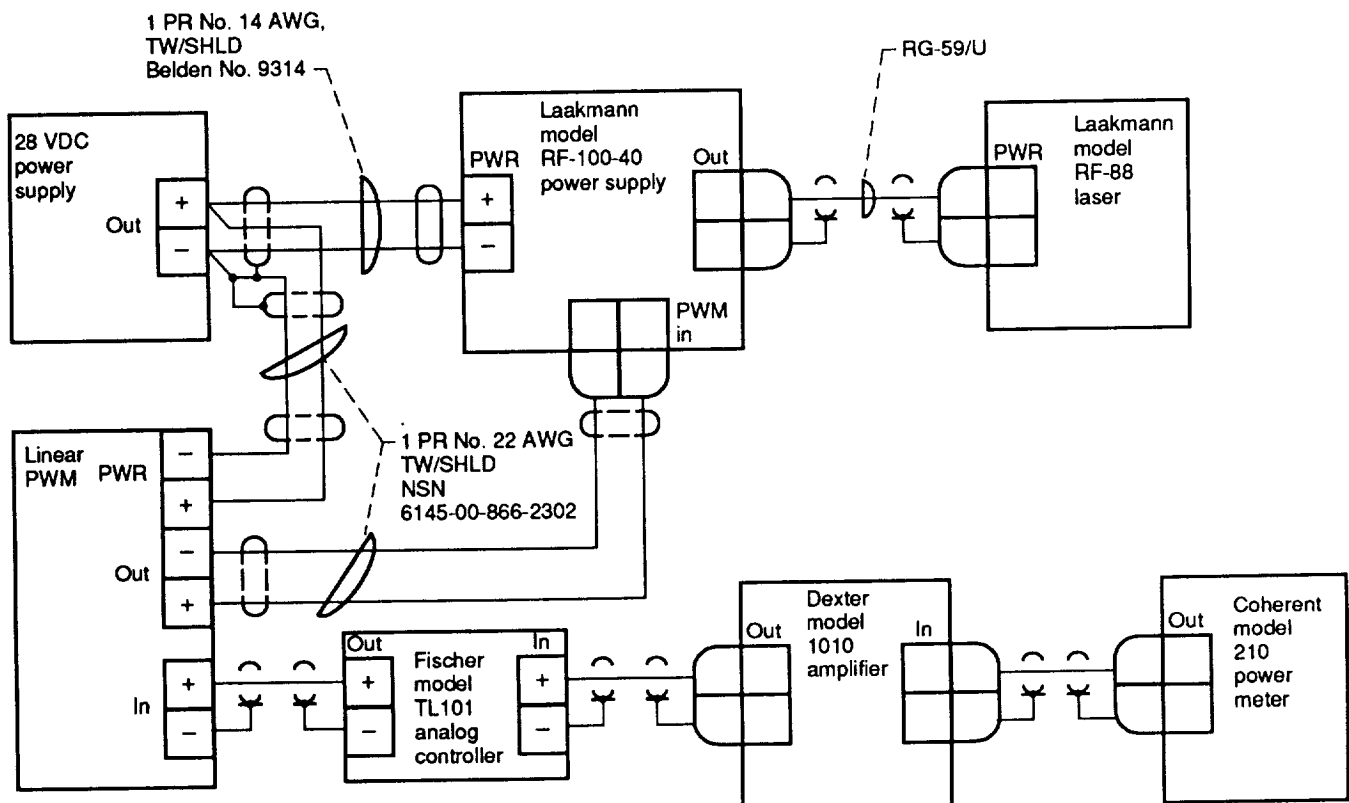 1 PR No. 14 AWG,
TW/SHLD
Belden No. 9314
RG-59/U
28 VDC
power
supply
Out
+
−
Laakmann
model
RF-100-40
power supply
PWR
+
−
Out
PWM
in
PWR
Laakmann
model
RF-88
laser
1 PR No. 22 AWG
TW/SHLD
NSN
6145-00-866-2302
Linear
PWM
PWR
−
+
Out
−
+
In
+
−
Out
+
−
Fischer
model
TL101
analog
controller
In
+
−
Out
Dexter
model
1010
amplifier
In
Out
Coherent
model
210
power
meter